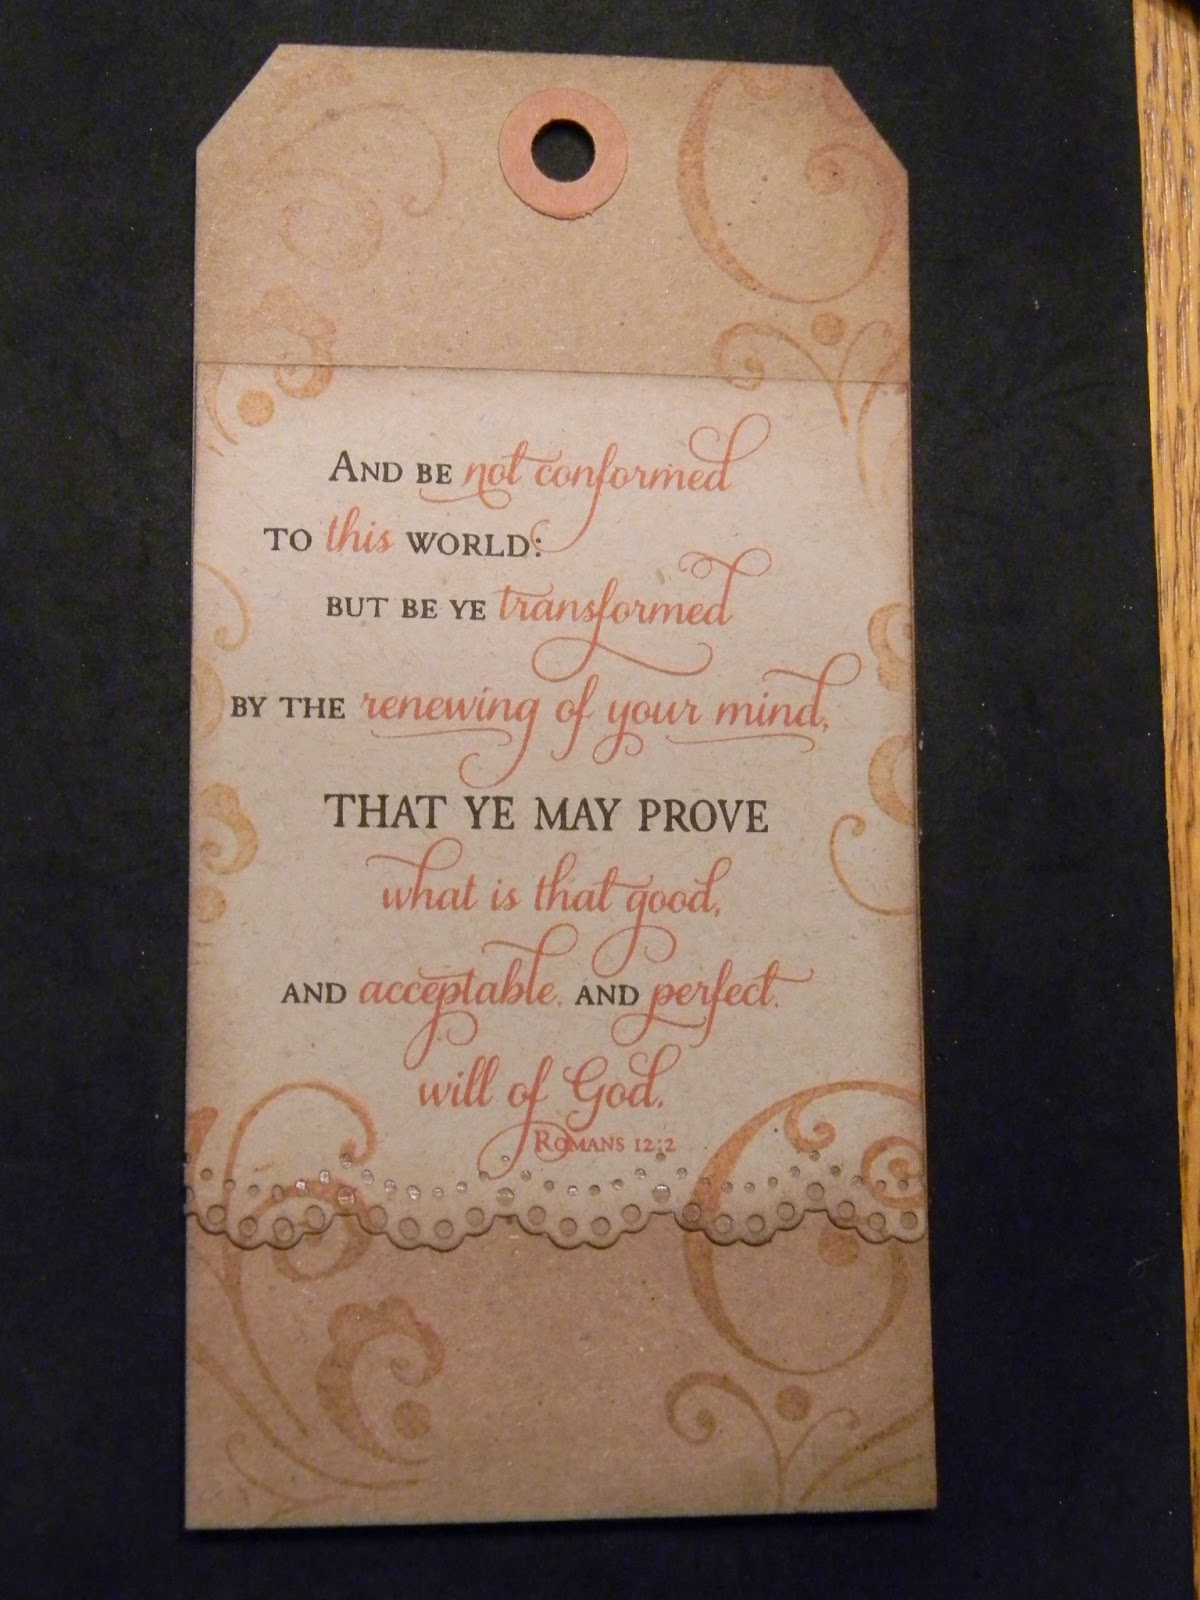 AND BE not conformed
TO this WORLD:
BUT BE YE transformed
BY THE renewing of your mind,
THAT YE MAY PROVE
what is that good,
AND acceptable, AND perfect,
will of God.
ROMANS 12:2